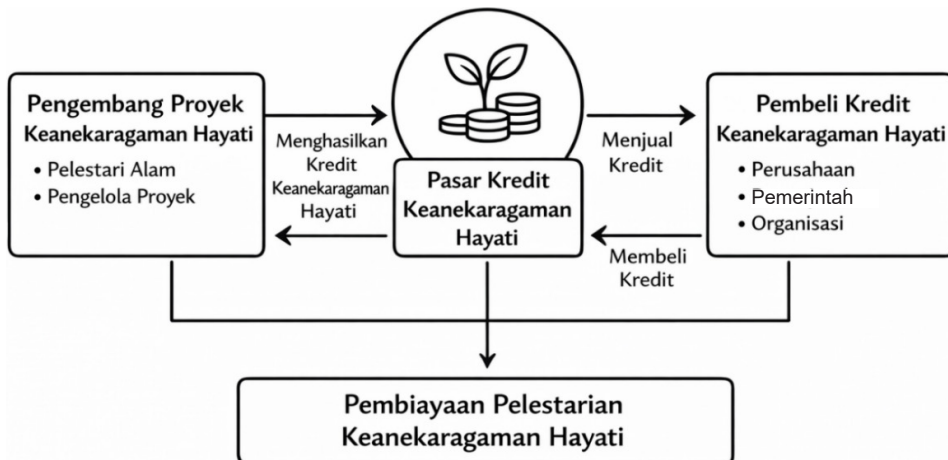 Pengembang Proyek
Keanekaragaman Hayati
• Pelestari Alam
• Pengelola Proyek
Menghasilkan
Kredit
Keanekaragaman
Hayati
Pasar Kredit
Keanekaragaman
Hayati
Menjual
Kredit
Membeli
Kredit
Pembeli Kredit
Keanekaragaman Hayati
• Perusahaan
• Pemerintah
• Organisasi
Pembiayaan Pelestarian
Keanekaragaman Hayati